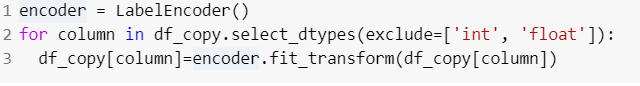 1 encoder = LabelEncoder()
2 for column in df_copy.select_dtypes(exclude=['int', 'float']):
3   df_copy[column]=encoder.fit_transform(df_copy[column])